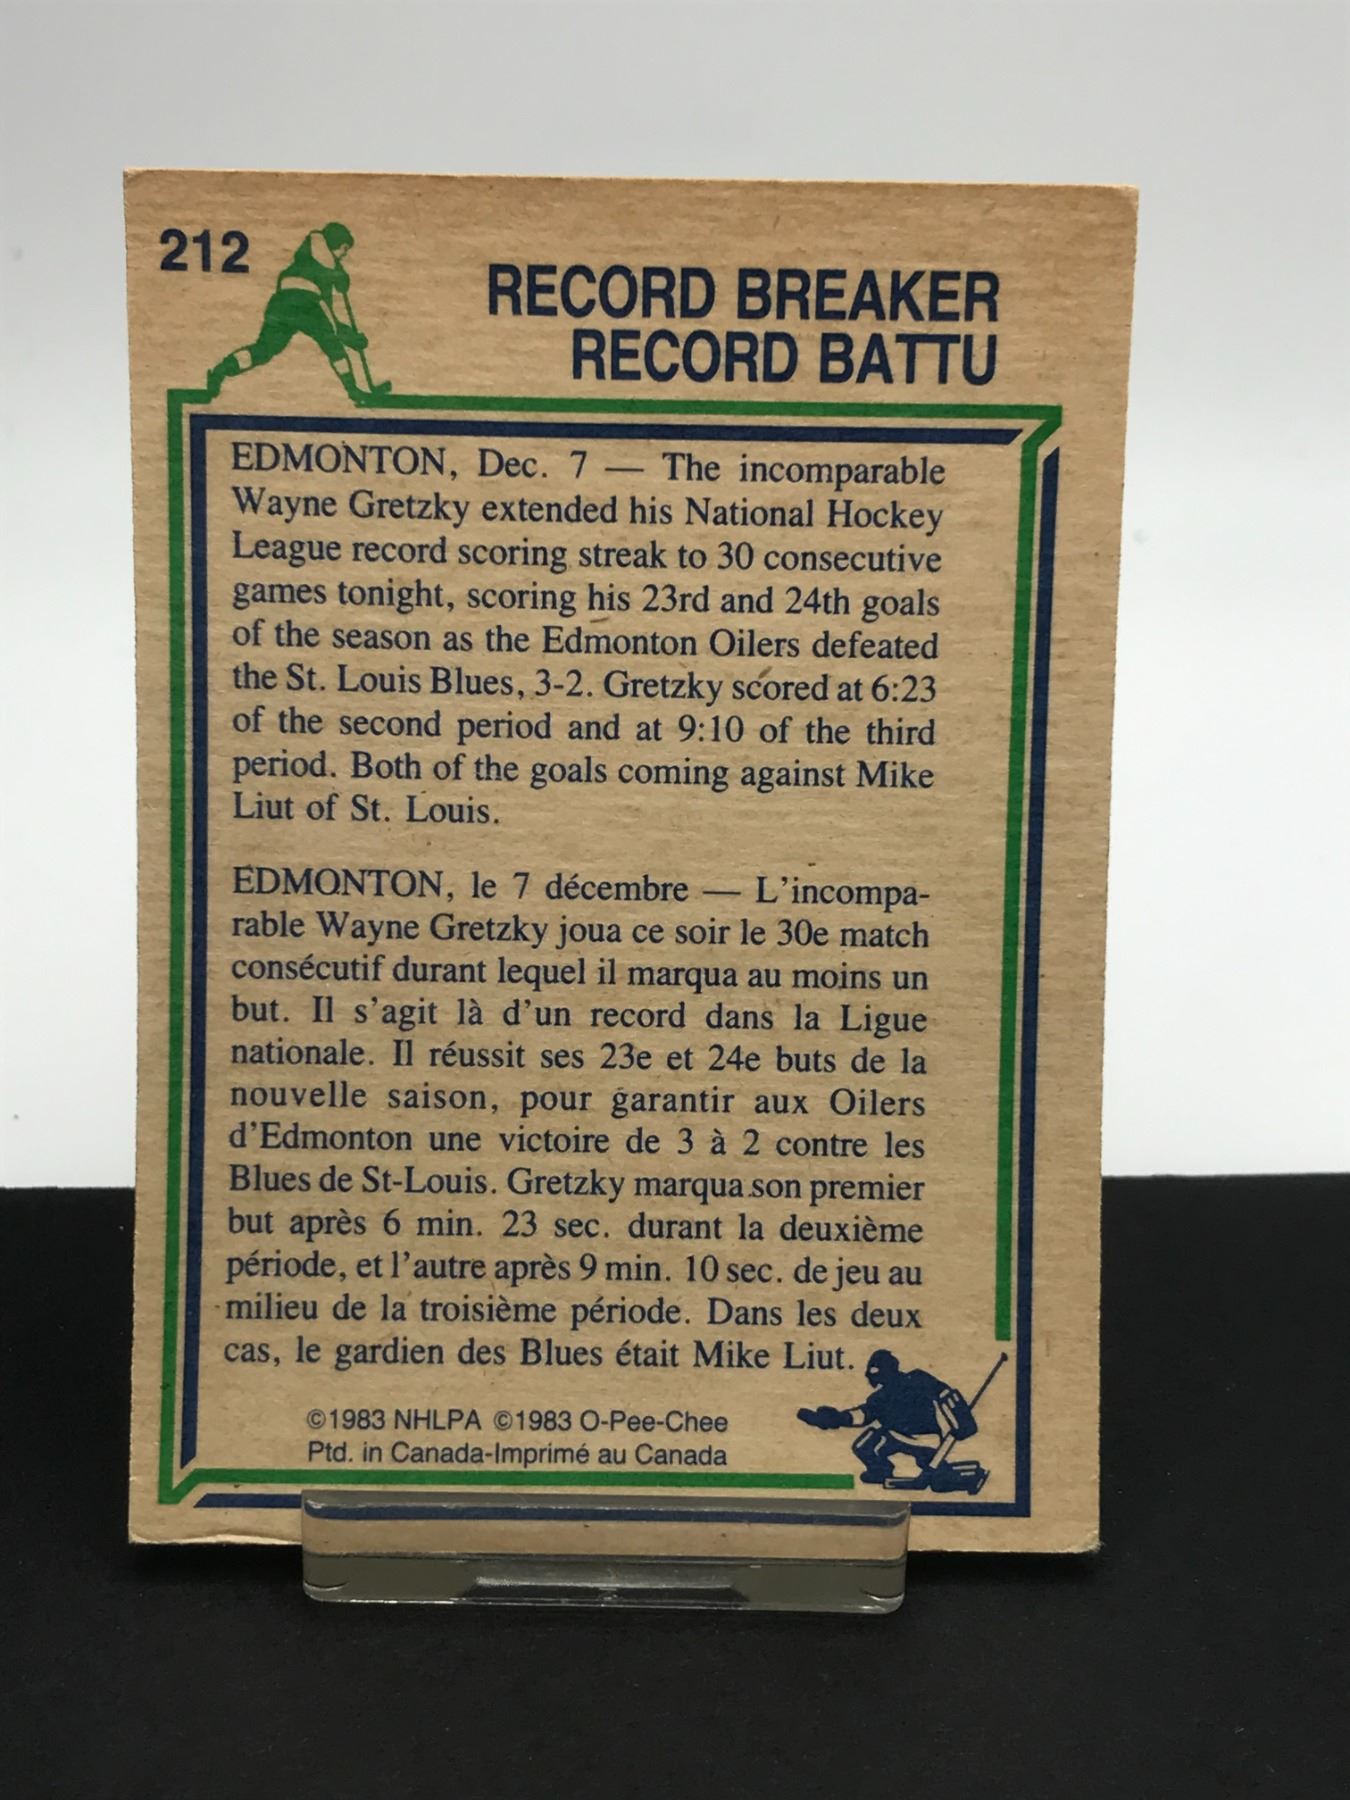 212
RECORD BREAKER
RECORD BATTU
EDMONTON, Dec. 7 — The incomparable
Wayne Gretzky extended his National Hockey
League record scoring streak to 30 consecutive
games tonight, scoring his 23rd and 24th goals
of the season as the Edmonton Oilers defeated
the St. Louis Blues, 3-2. Gretzky scored at 6:23
of the second period and at 9:10 of the third
period. Both of the goals coming against Mike
Liut of St. Louis.
EDMONTON, le 7 décembre — L'incompa-
rable Wayne Gretzky joua ce soir le 30e match
consécutif durant lequel il marqua au moins un
but. Il s'agit là d'un record dans la Ligue
nationale. Il réussit ses 23e et 24e buts de la
nouvelle saison, pour garantir aux Oilers
d'Edmonton une victoire de 3 à 2 contre les
Blues de St-Louis. Gretzky marqua son premier
but après 6 min. 23 sec. durant la deuxième
période, et l'autre après 9 min. 10 sec. de jeu au
milieu de la troisième période. Dans les deux
cas, le gardien des Blues était Mike Liut.
©1983 NHLPA ©1983 O-Pee-Chee
Ptd. in Canada-Imprimé au Canada